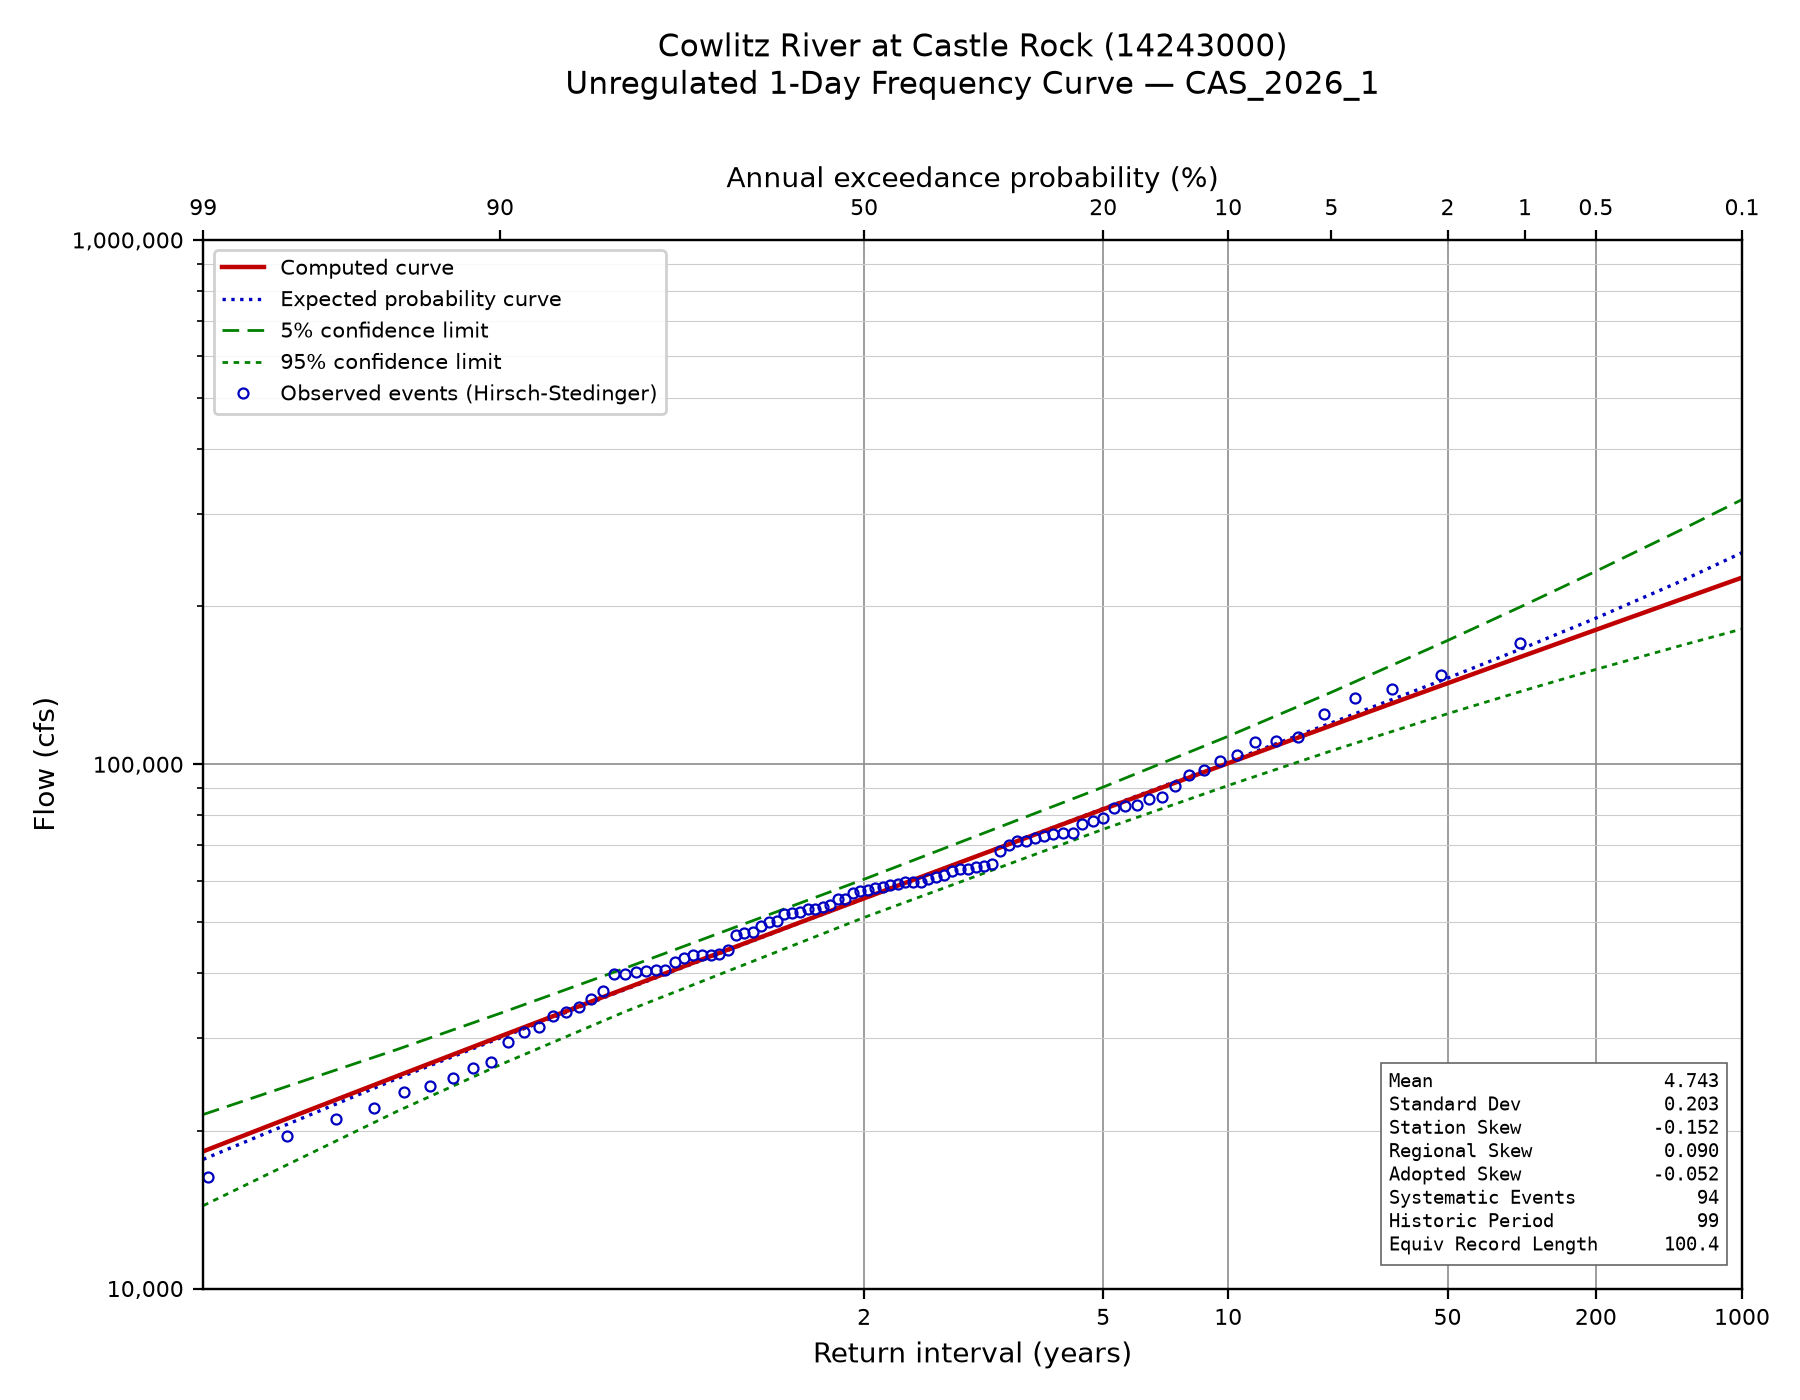 Cowlitz River at Castle Rock (14243000)
Unregulated 1-Day Frequency Curve — CAS_2026_1
Annual exceedance probability (%)
99 90 50 20 10 5 2 1 0.5 0.1
1,000,000
Computed curve
Expected probability curve
5% confidence limit
95% confidence limit
Observed events (Hirsch-Stedinger)
Flow (cfs)
100,000
Mean 4.743
Standard Dev 0.203
Station Skew -0.152
Regional Skew 0.090
Adopted Skew -0.052
Systematic Events 94
Historic Period 99
Equiv Record Length 100.4
10,000
2 5 10 50 200 1000
Return interval (years)